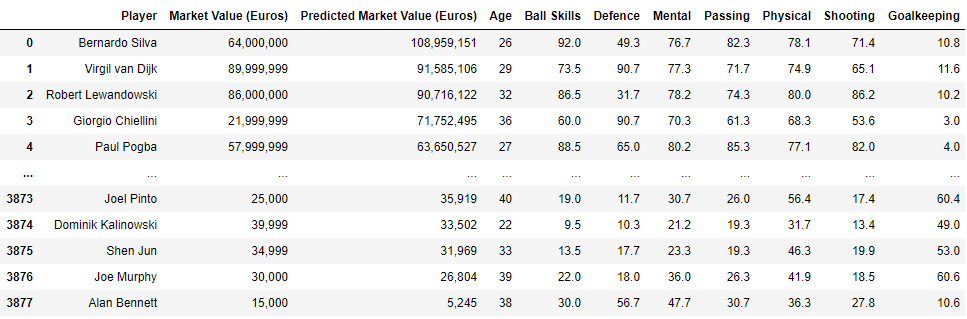 Player Market Value (Euros) Predicted Market Value (Euros) Age Ball Skills Defence Mental Passing Physical Shooting Goalkeeping
0 Bernardo Silva 64,000,000 108,959,151 26 92.0 49.3 76.7 82.3 78.1 71.4 10.8
1 Virgil van Dijk 89,999,999 91,585,106 29 73.5 90.7 77.3 71.7 74.9 65.1 11.6
2 Robert Lewandowski 86,000,000 90,716,122 32 86.5 31.7 78.2 74.3 80.0 86.2 10.2
3 Giorgio Chiellini 21,999,999 71,752,495 36 60.0 90.7 70.3 61.3 68.3 53.6 3.0
4 Paul Pogba 57,999,999 63,650,527 27 88.5 65.0 80.2 85.3 77.1 82.0 4.0
... ... ... ... ... ... ... ... ... ... ... ...
3873 Joel Pinto 25,000 35,919 40 19.0 11.7 30.7 26.0 56.4 17.4 60.4
3874 Dominik Kalinowski 39,999 33,502 22 9.5 10.3 21.2 19.3 31.7 13.4 49.0
3875 Shen Jun 34,999 31,969 33 13.5 17.7 23.3 19.3 46.3 19.9 53.0
3876 Joe Murphy 30,000 26,804 39 22.0 18.0 36.0 26.3 41.9 18.5 60.6
3877 Alan Bennett 15,000 5,245 38 30.0 56.7 47.7 30.7 36.3 27.8 10.6